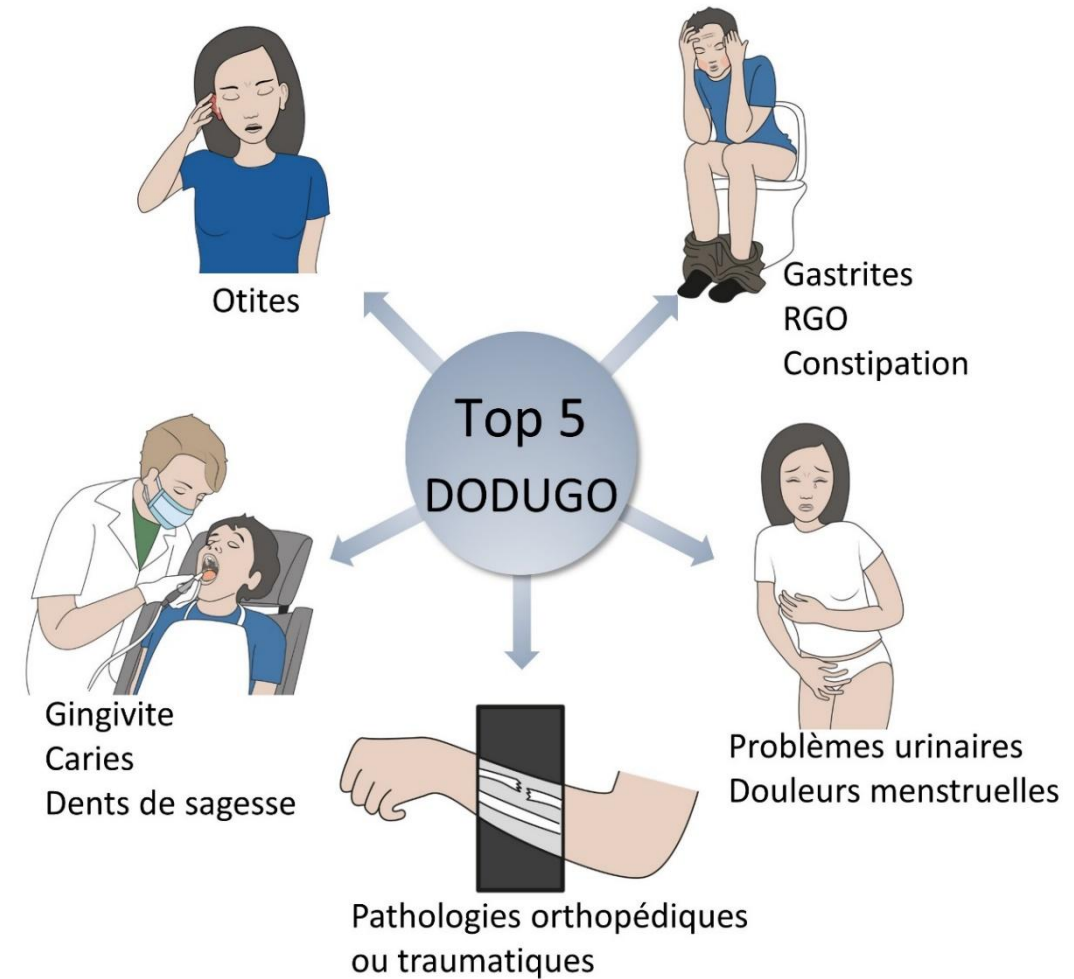 Otites
Gastrites
RGO
Constipation
Top 5
DODUGO
Gingivite
Caries
Dents de sagesse
Problèmes urinaires
Douleurs menstruelles
Pathologies orthopédiques
ou traumatiques